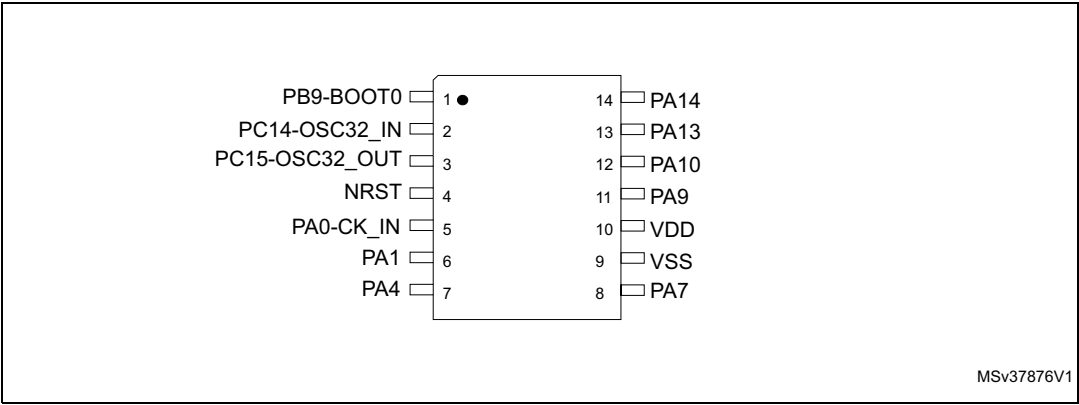 PB9-BOOT0 1 14 PA14
PC14-OSC32_IN 2 13 PA13
PC15-OSC32_OUT 3 12 PA10
NRST 4 11 PA9
PA0-CK_IN 5 10 VDD
PA1 6 9 VSS
PA4 7 8 PA7
MSv37876V1